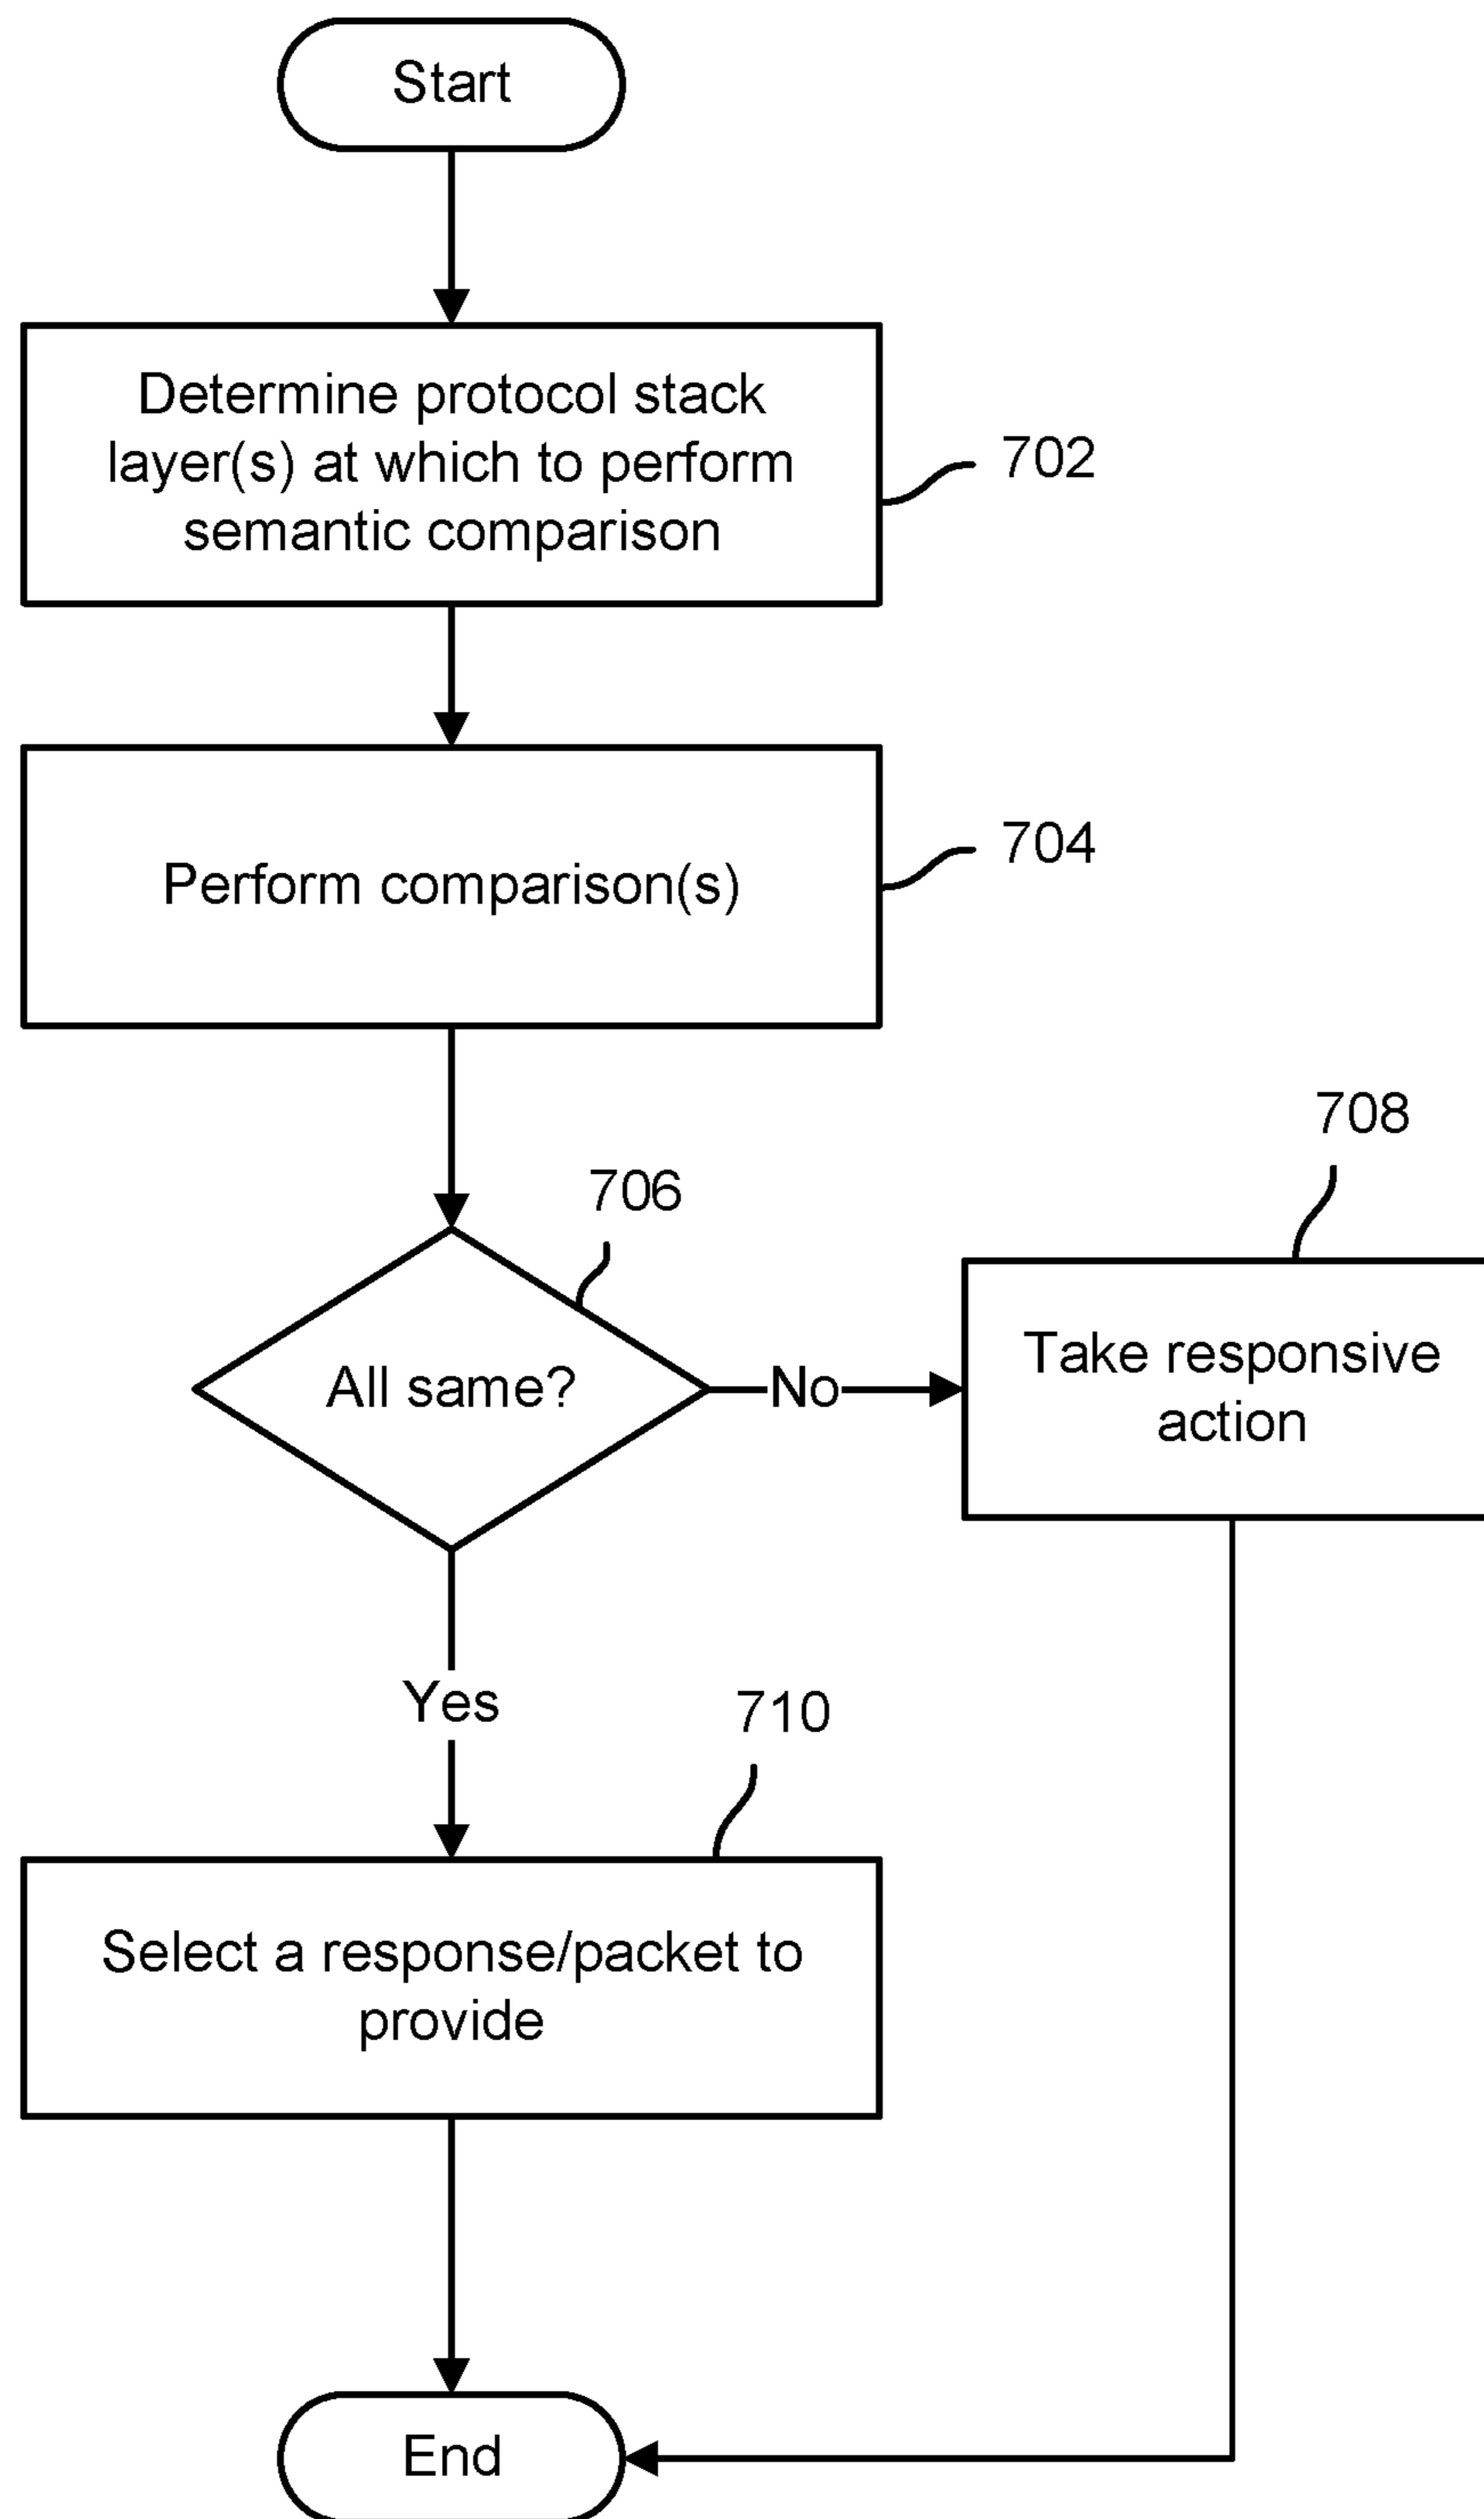 Start
Determine protocol stack
layer(s) at which to perform
semantic comparison
702
Perform comparison(s)
704
706
All same?
No
708
Take responsive
action
Yes
710
Select a response/packet to
provide
End